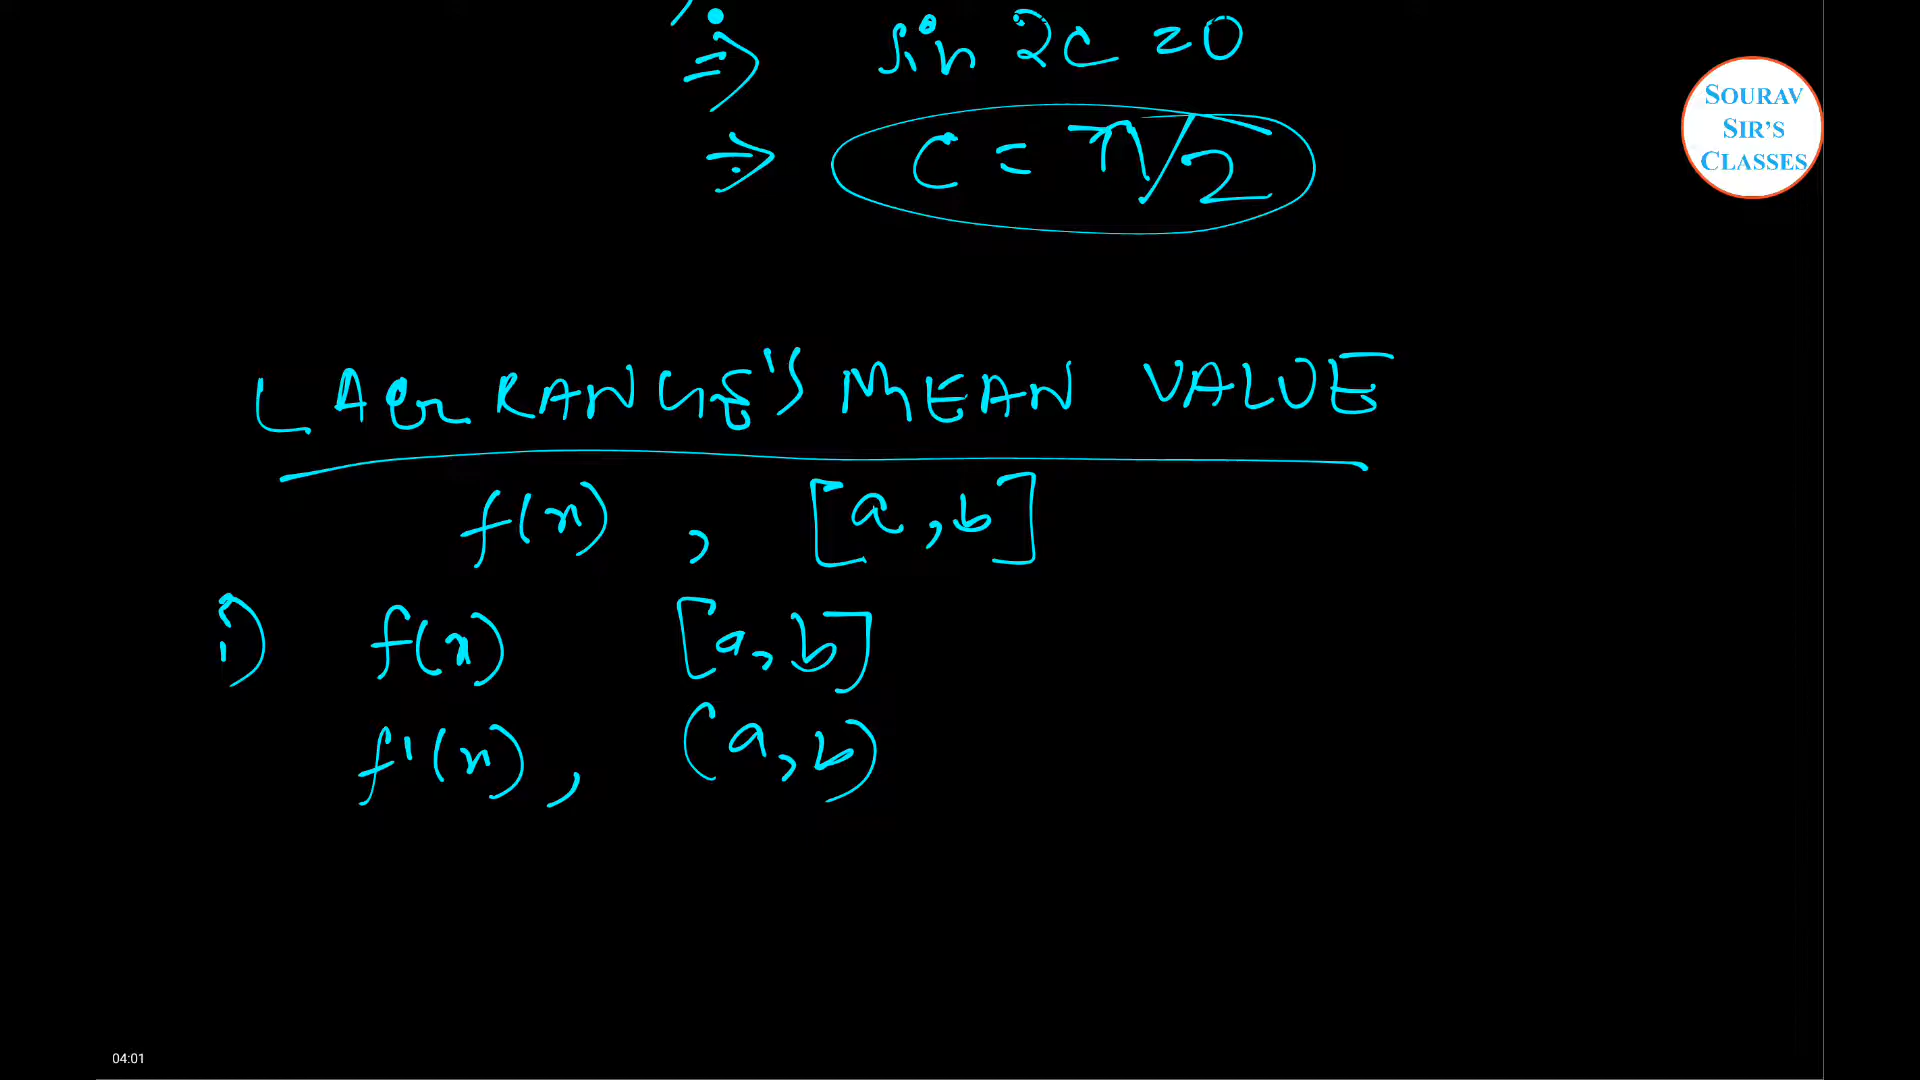 ⇒ sin 2c = 0
⇒ c = π/2
SOURAV
SIR'S
CLASSES
LAGRANGE'S MEAN VALUE
f(x) , [a, b]
i) f(x) [a, b]
f'(x), (a, b)
04:01